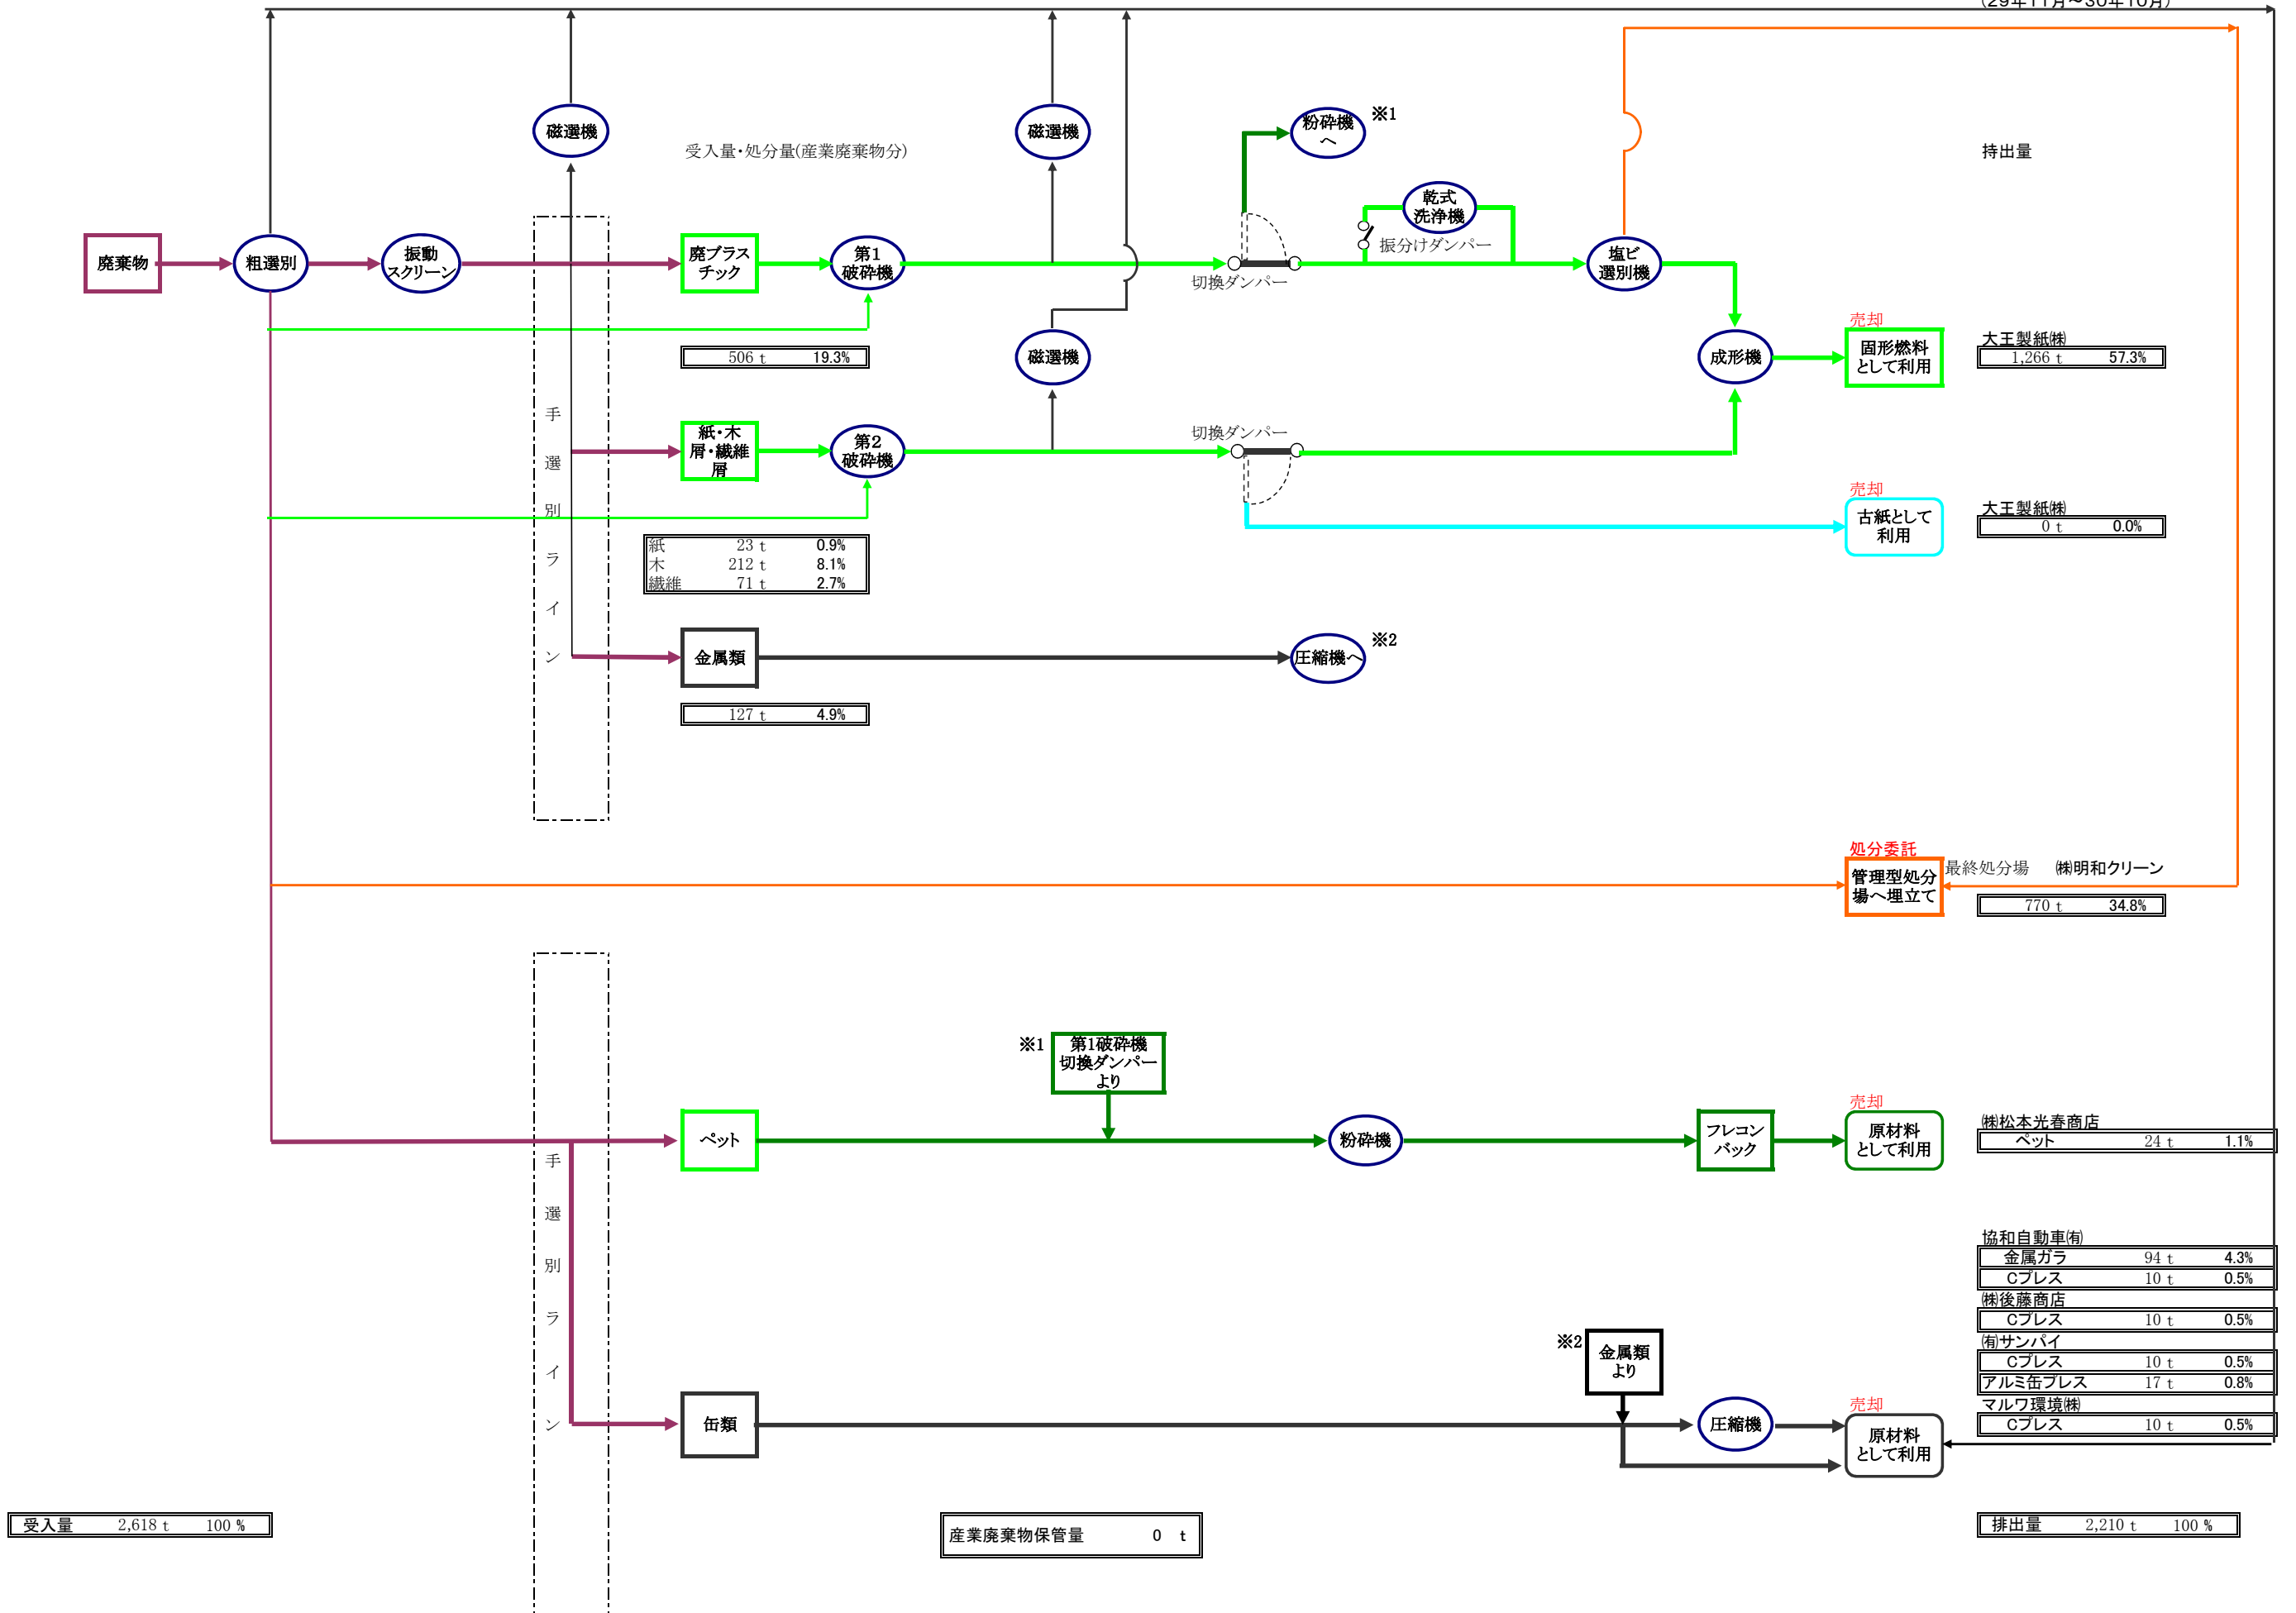 (29年11月～30年10月)
磁選機
磁選機
粉砕機
へ
※1
受入量・処分量(産業廃棄物分)
持出量
乾式
洗浄機
振分けダンパー
廃棄物
粗選別
振動
スクリーン
廃プラス
チック
第1
破砕機
切換ダンパー
塩ビ
選別機
506 t 19.3%
磁選機
成形機
売却
固形燃料
として利用
大王製紙㈱
1,266 t 57.3%
手
選
別
ラ
イ
ン
紙・木
屑・繊維
屑
第2
破砕機
切換ダンパー
売却
古紙として
利用
大王製紙㈱
0 t 0.0%
紙 23 t 0.9%
木 212 t 8.1%
繊維 71 t 2.7%
金属類
圧縮機へ
※2
127 t 4.9%
処分委託
管理型処分
場へ埋立て
最終処分場 ㈱明和クリーン
770 t 34.8%
※1
第1破砕機
切換ダンパー
より
ペット
粉砕機
フレコン
バック
売却
原材料
として利用
㈱松本光春商店
ペット 24 t 1.1%
手
選
別
ラ
イ
ン
協和自動車㈲
金属ガラ 94 t 4.3%
Cプレス 10 t 0.5%
㈱後藤商店
Cプレス 10 t 0.5%
㈲サンパイ
Cプレス 10 t 0.5%
アルミ缶プレス 17 t 0.8%
マルワ環境㈱
Cプレス 10 t 0.5%
※2
金属類
より
缶類
圧縮機
売却
原材料
として利用
受入量 2,618 t 100 %
産業廃棄物保管量 0 t
排出量 2,210 t 100 %